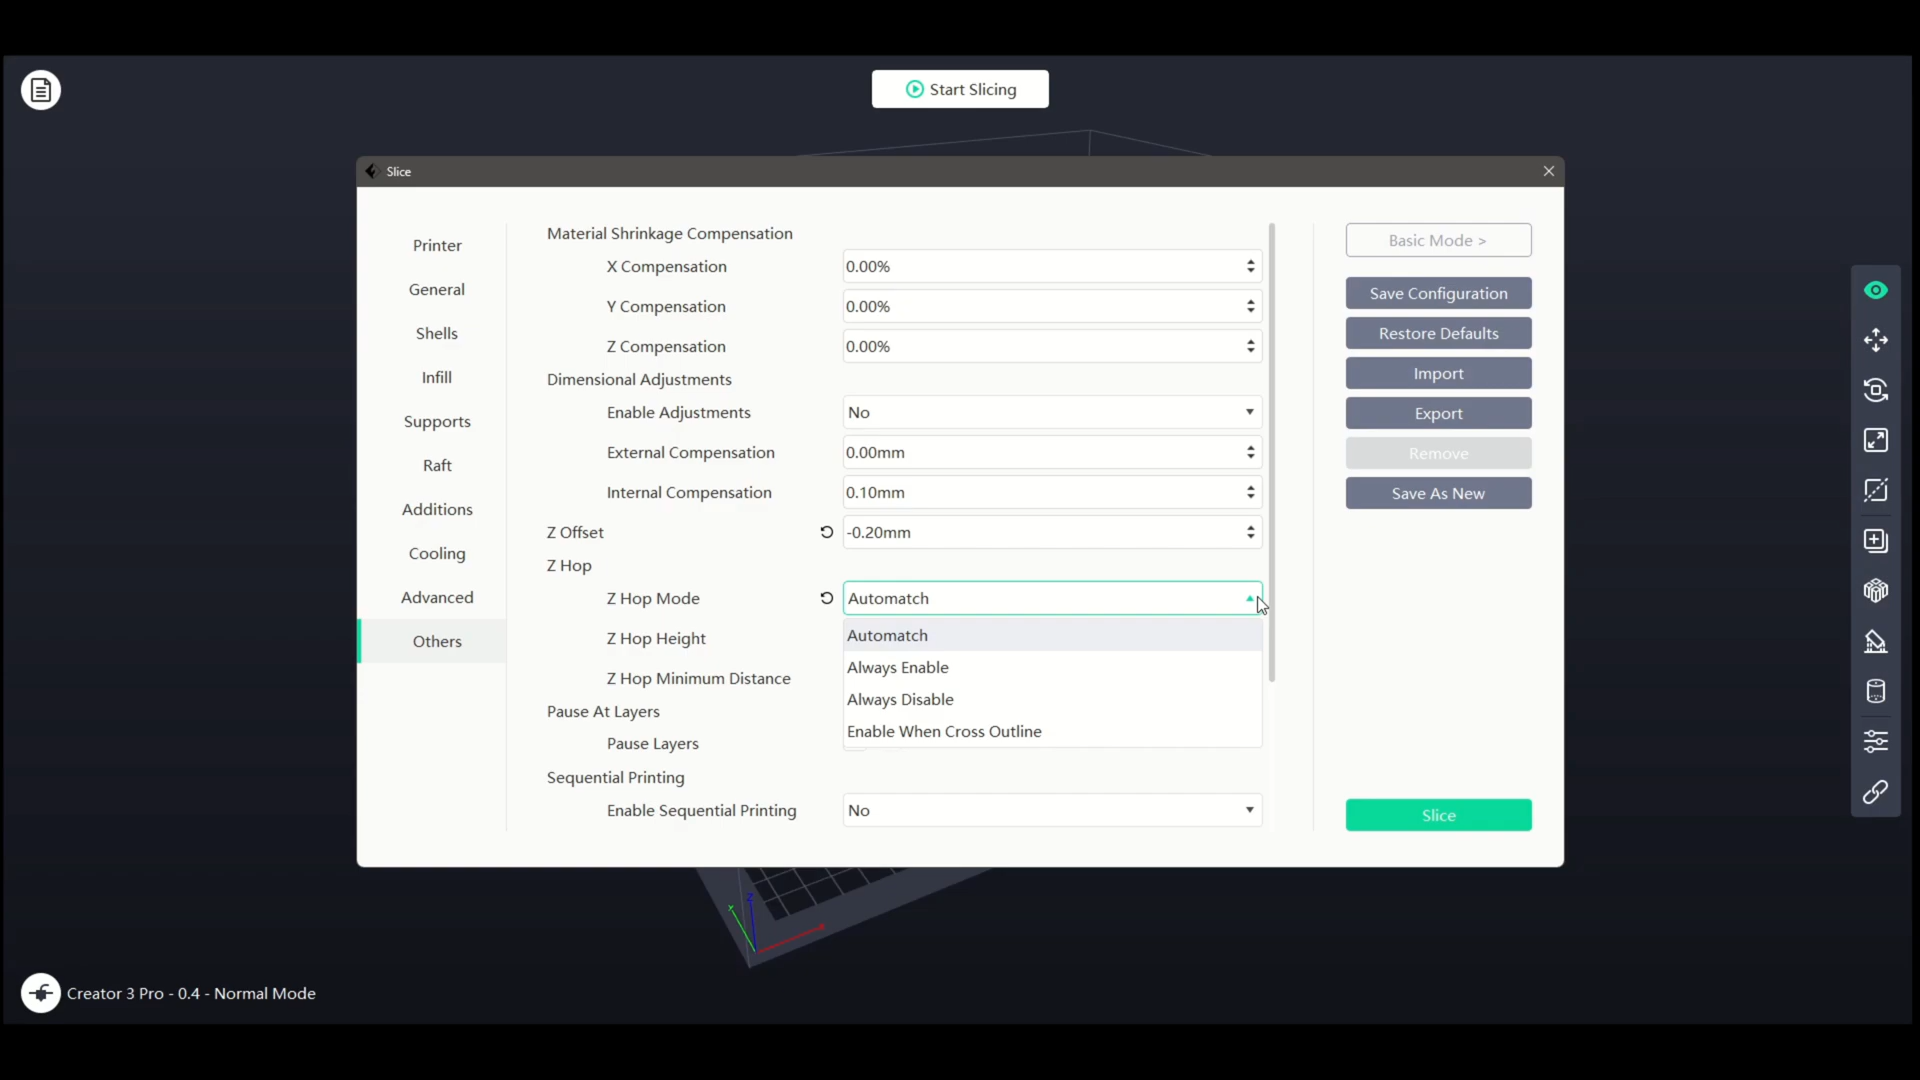 Start Slicing
Slice
Printer
General
Shells
Infill
Supports
Raft
Additions
Cooling
Advanced
Others
Material Shrinkage Compensation
X Compensation 0.00%
Y Compensation 0.00%
Z Compensation 0.00%
Dimensional Adjustments
Enable Adjustments No
External Compensation 0.00mm
Internal Compensation 0.10mm
Z Offset -0.20mm
Z Hop
Z Hop Mode Automatch
Automatch
Always Enable
Always Disable
Enable When Cross Outline
Z Hop Height
Z Hop Minimum Distance
Pause At Layers
Pause Layers
Sequential Printing
Enable Sequential Printing No
Basic Mode >
Save Configuration
Restore Defaults
Import
Export
Remove
Save As New
Slice
Z
Y
Creator 3 Pro - 0.4 - Normal Mode